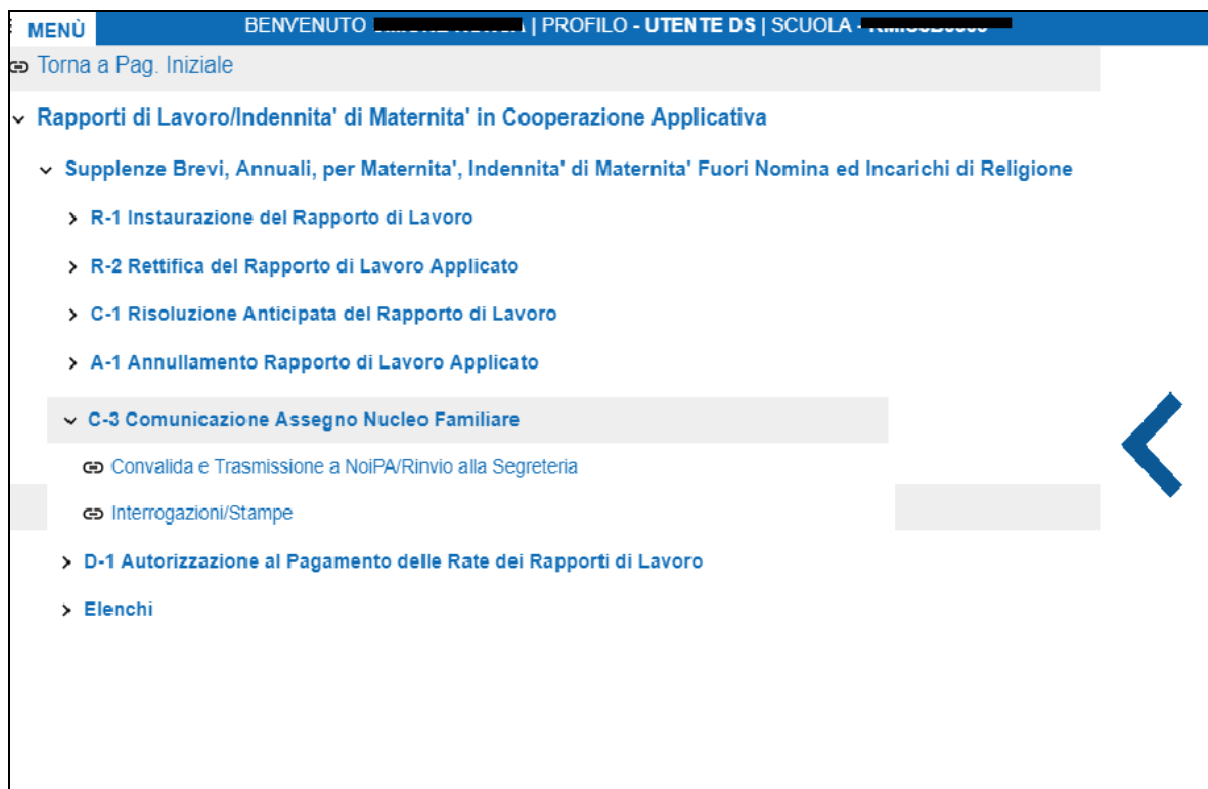 MENÙ
BENVENUTO | PROFILO - UTENTE DS | SCUOLA -
Torna a Pag. Iniziale
Rapporti di Lavoro/Indennita' di Maternita' in Cooperazione Applicativa
Supplenze Brevi, Annuali, per Maternita', Indennita' di Maternita' Fuori Nomina ed Incarichi di Religione
R-1 Instaurazione del Rapporto di Lavoro
R-2 Rettifica del Rapporto di Lavoro Applicato
C-1 Risoluzione Anticipata del Rapporto di Lavoro
A-1 Annullamento Rapporto di Lavoro Applicato
C-3 Comunicazione Assegno Nucleo Familiare
Convalida e Trasmissione a NoiPA/Rinvio alla Segreteria
Interrogazioni/Stampe
D-1 Autorizzazione al Pagamento delle Rate dei Rapporti di Lavoro
Elenchi